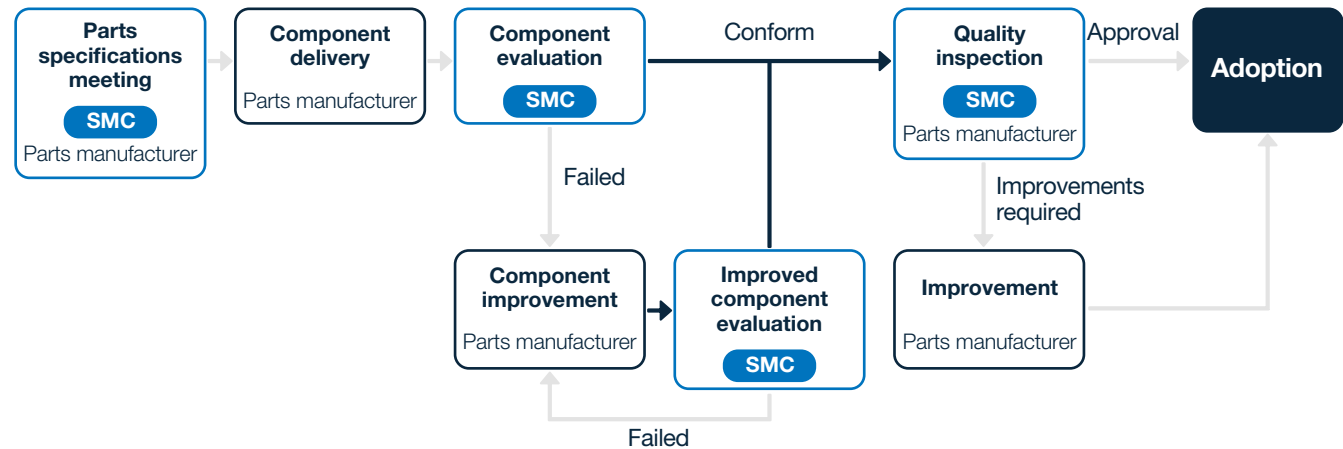 Parts
specifications
meeting
SMC
Parts manufacturer
Component
delivery
Parts manufacturer
Component
evaluation
SMC
Conform
Quality
inspection
SMC
Parts manufacturer
Approval
Adoption
Failed
Improvements
required
Component
improvement
Parts manufacturer
Improved
component
evaluation
SMC
Improvement
Parts manufacturer
Failed